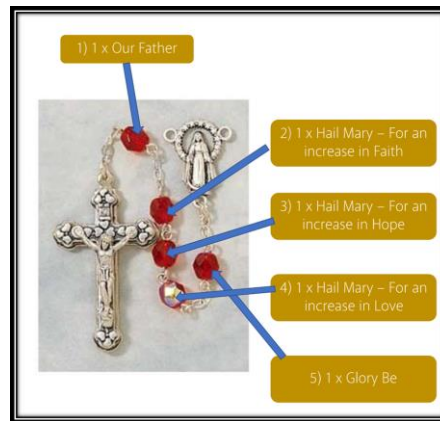 1) 1 x Our Father
2) 1 x Hail Mary – For an
increase in Faith
3) 1 x Hail Mary – For an
increase in Hope
4) 1 x Hail Mary – For an
increase in Love
5) 1 x Glory Be